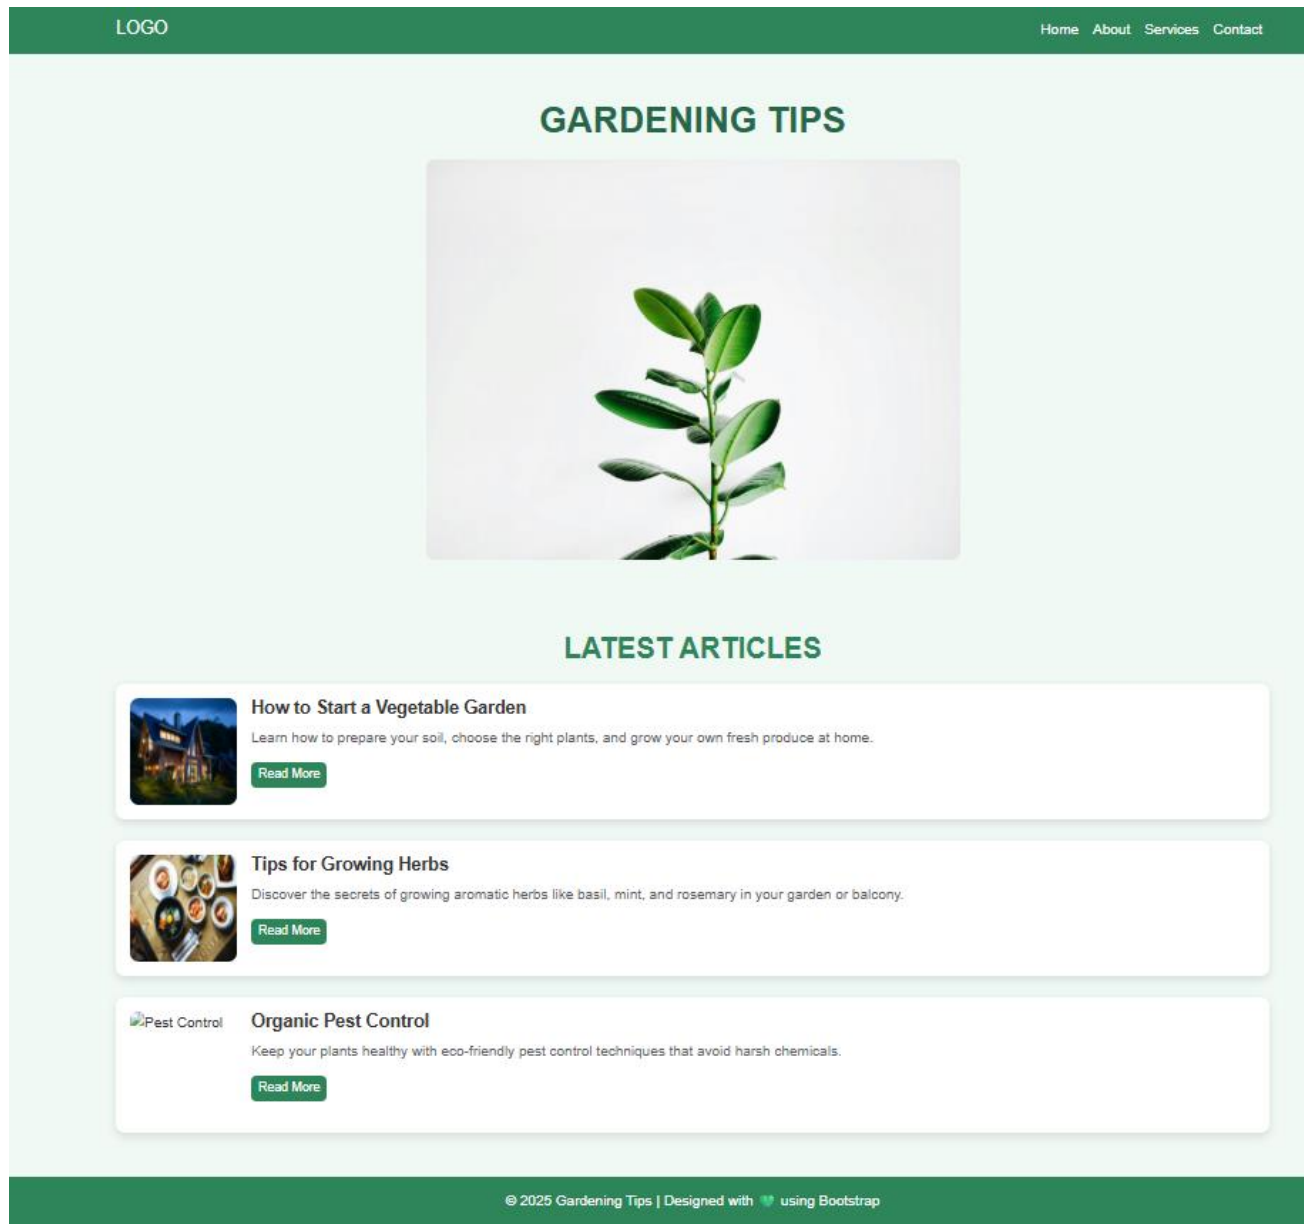 LOGO
Home About Services Contact
GARDENING TIPS
LATEST ARTICLES
How to Start a Vegetable Garden
Learn how to prepare your soil, choose the right plants, and grow your own fresh produce at home.
Read More
Tips for Growing Herbs
Discover the secrets of growing aromatic herbs like basil, mint, and rosemary in your garden or balcony.
Read More
Pest Control
Organic Pest Control
Keep your plants healthy with eco-friendly pest control techniques that avoid harsh chemicals.
Read More
© 2025 Gardening Tips | Designed with 💚 using Bootstrap